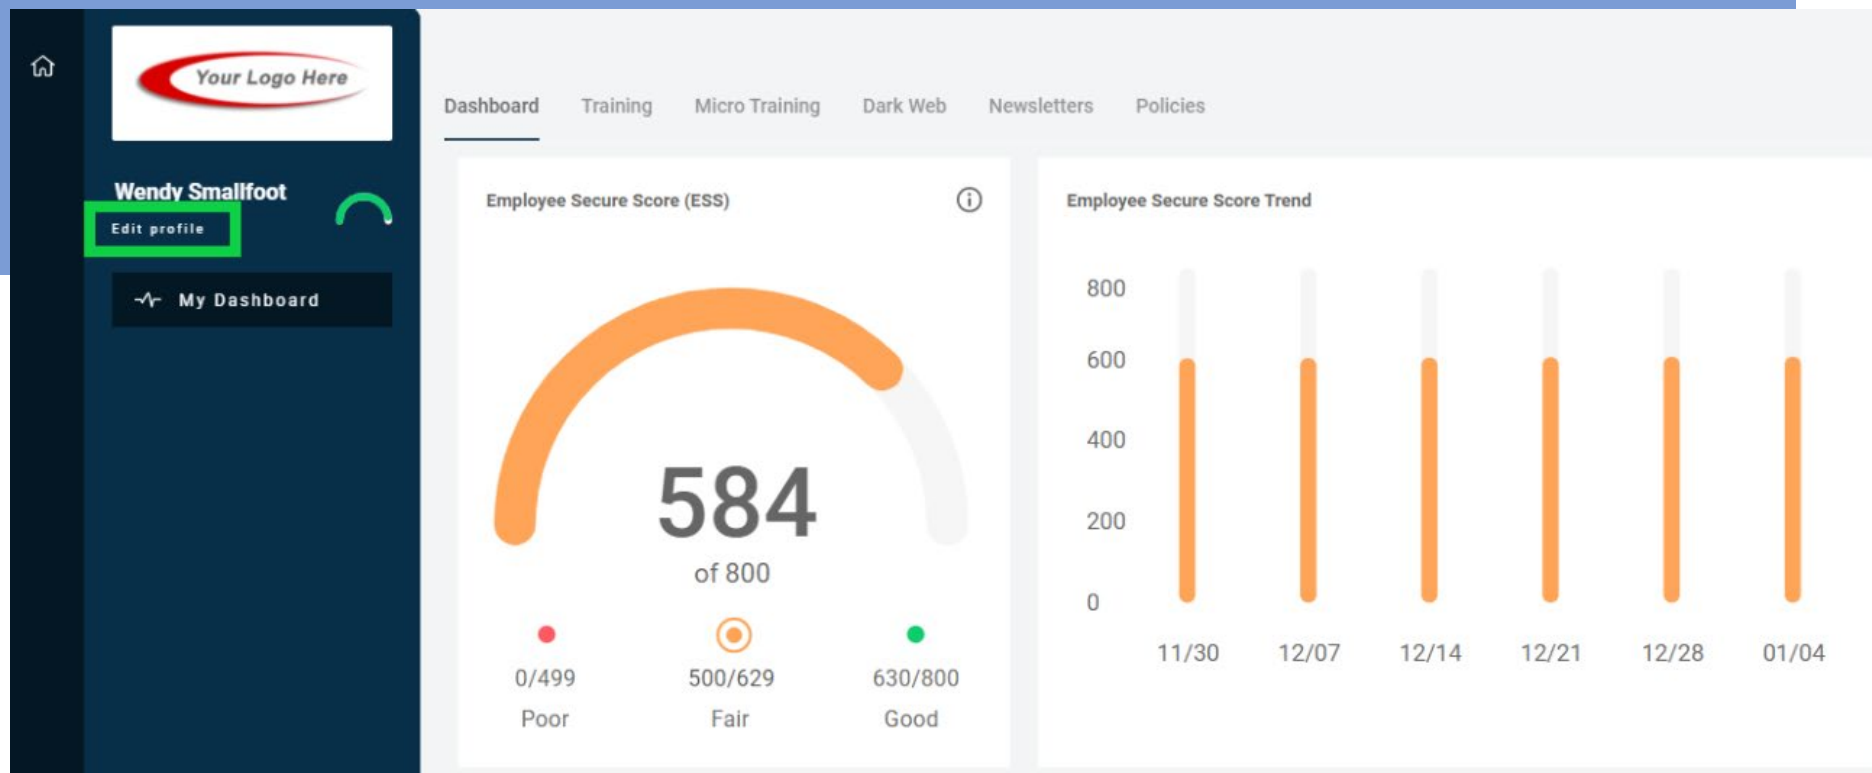 Your Logo Here
Wendy Smallfoot
Edit profile
My Dashboard
Dashboard Training Micro Training Dark Web Newsletters Policies
Employee Secure Score (ESS)
584
of 800
0/499 500/629 630/800
Poor Fair Good
Employee Secure Score Trend
800
600
400
200
0
11/30 12/07 12/14 12/21 12/28 01/04